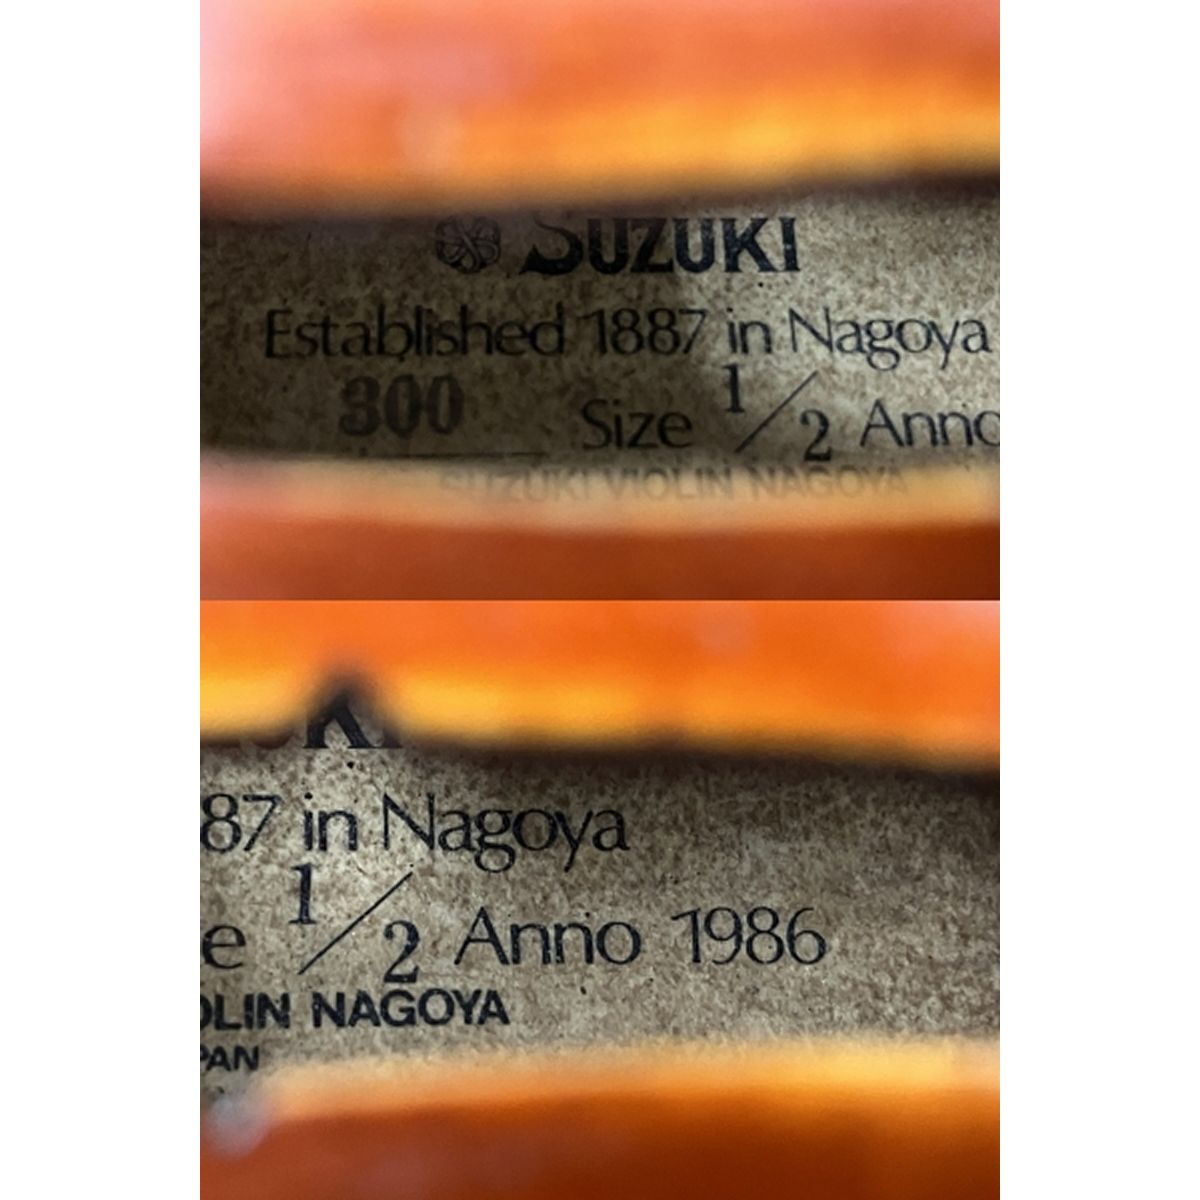 SUZUKI
Established 1887 in Nagoya
300 Size 1/2 Anno
SUZUKI VIOLIN NAGOYA
UKI
87 in Nagoya
e 1/2 Anno 1986
OLIN NAGOYA
PAN